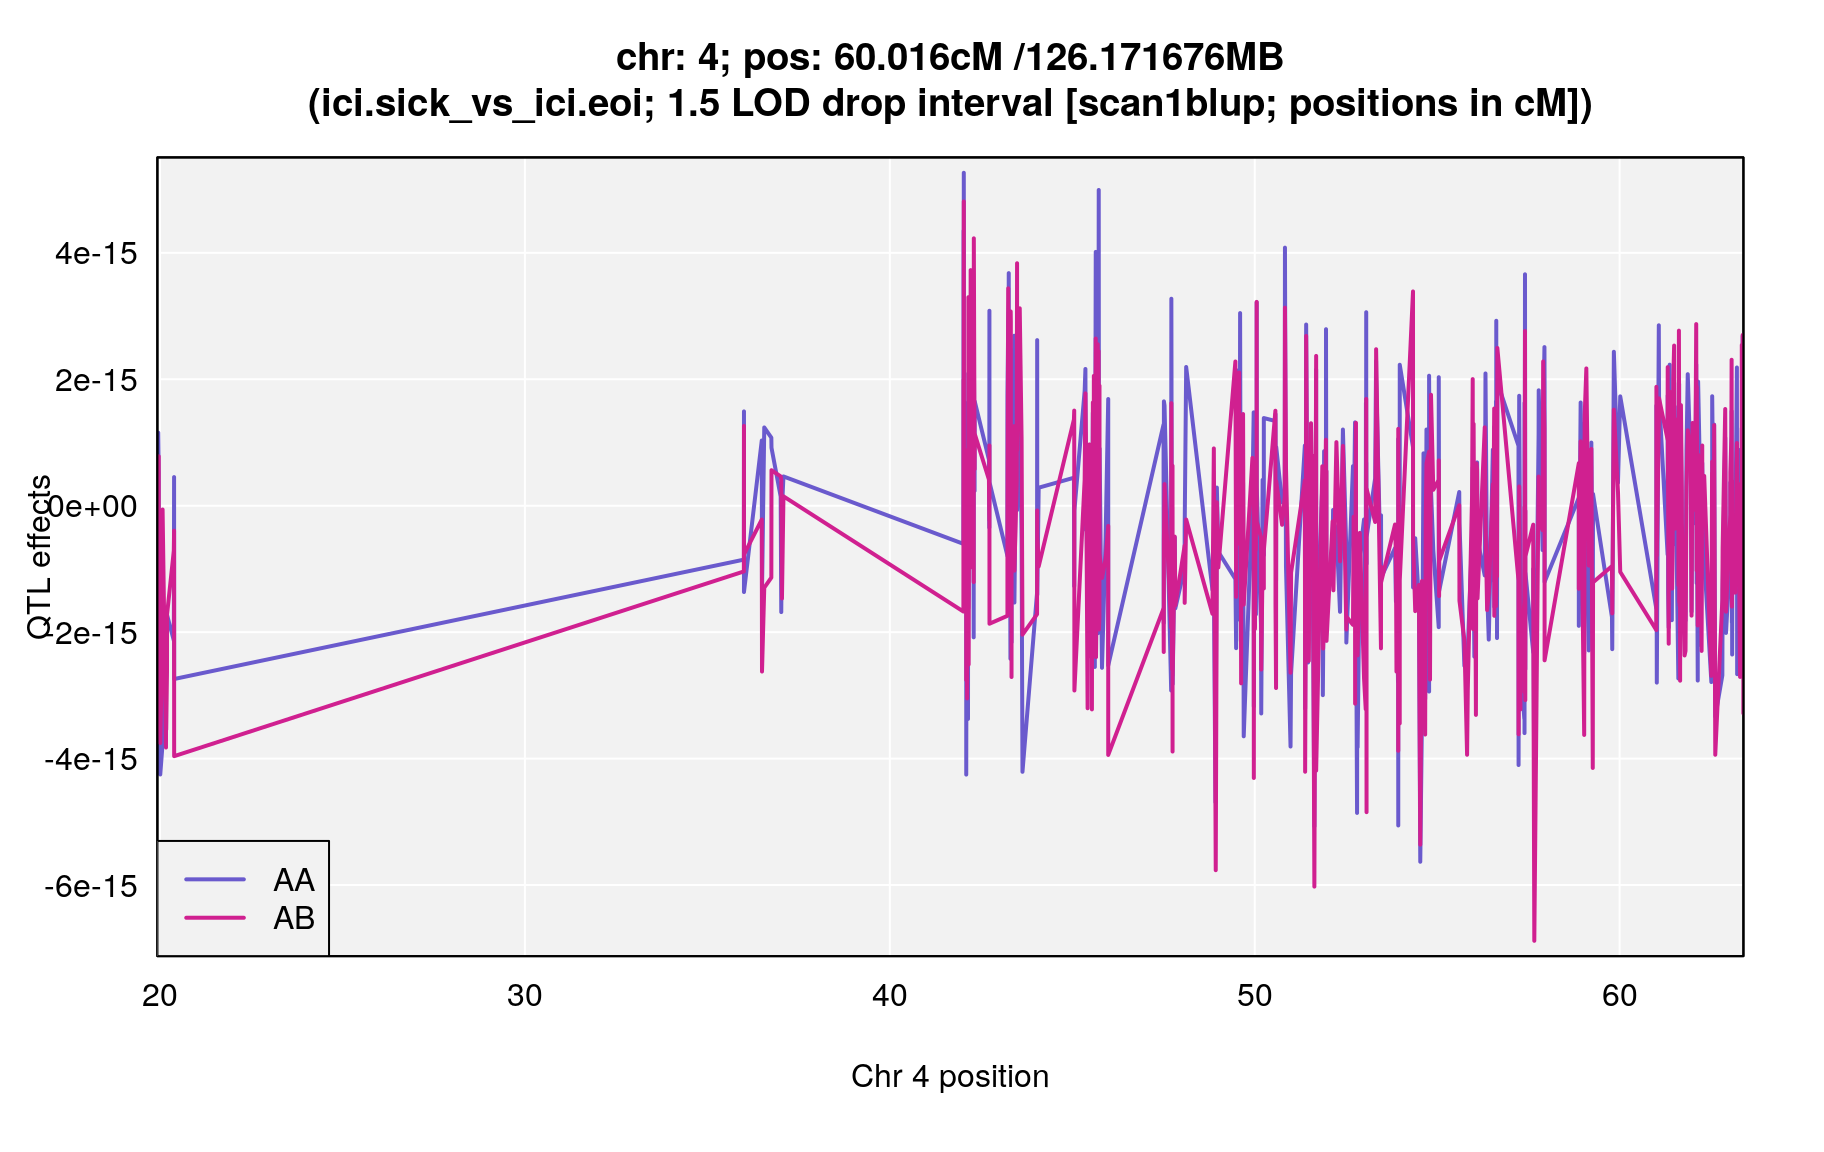 chr: 4; pos: 60.016cM /126.171676MB
(ici.sick_vs_ici.eoi; 1.5 LOD drop interval [scan1blup; positions in cM])
QTL effects
4e-15
2e-15
0e+00
-2e-15
-4e-15
-6e-15
AA
AB
20 30 40 50 60
Chr 4 position